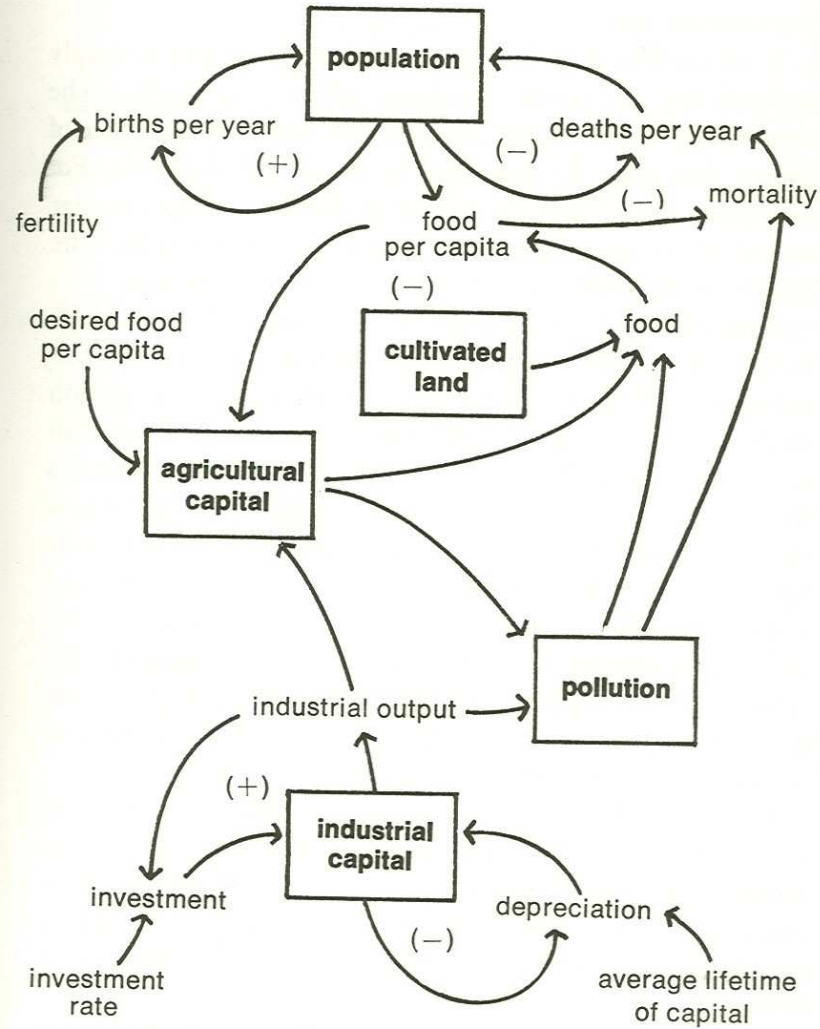 population
births per year
deaths per year
(+)
(−)
mortality
(−)
fertility
food
per capita
(−)
desired food
per capita
food
cultivated
land
agricultural
capital
pollution
industrial output
(+)
industrial
capital
investment
depreciation
(−)
investment
rate
average lifetime
of capital